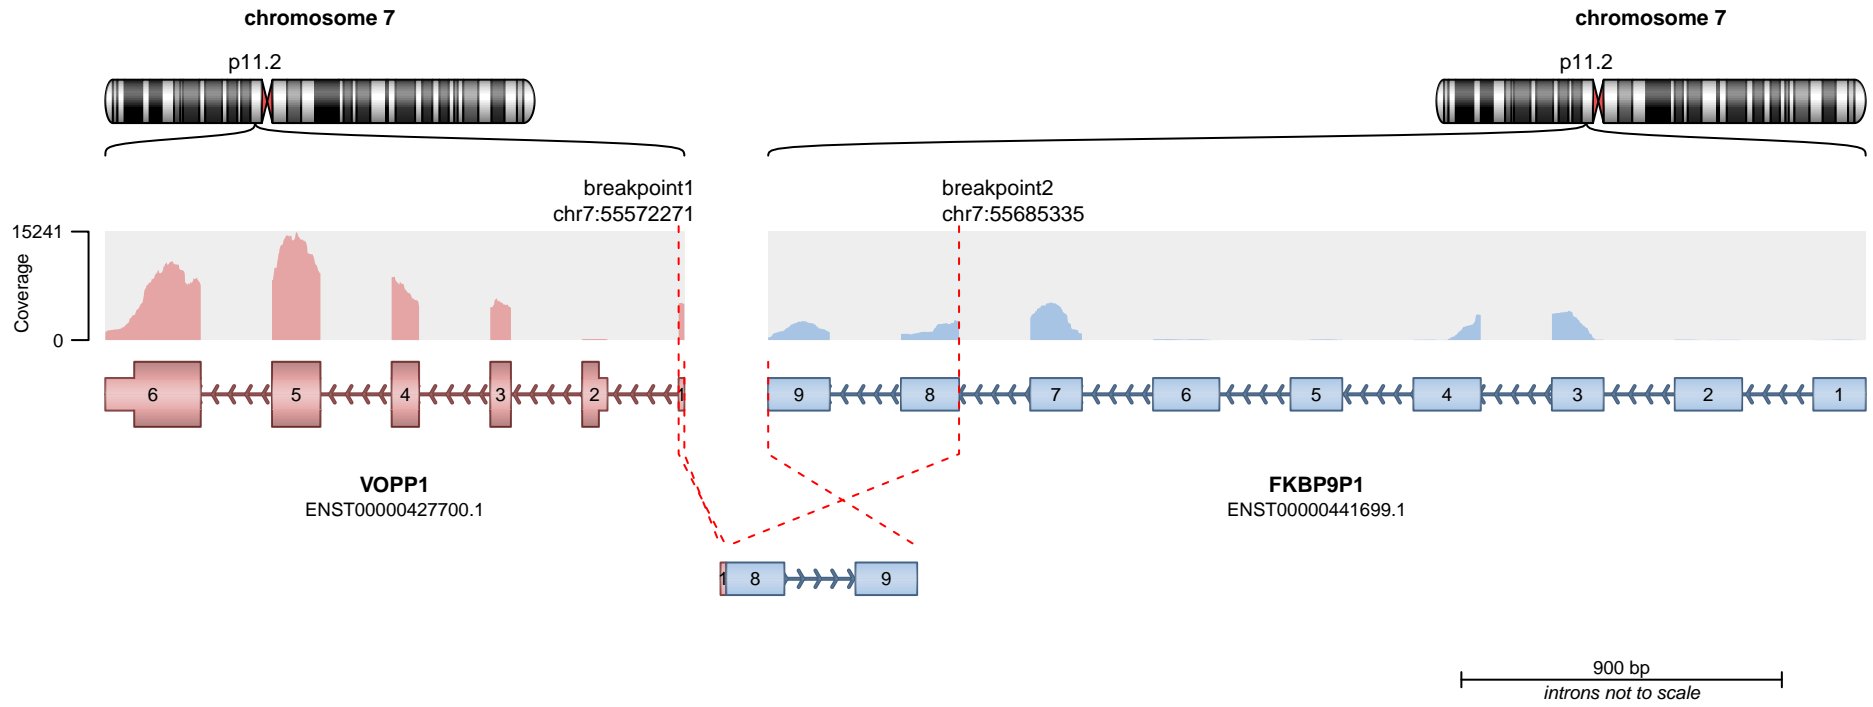 chromosome 7
chromosome 7
p11.2
p11.2
breakpoint1
chr7:55572271
breakpoint2
chr7:55685335
15241
Coverage
0
6 5 4 3 2 1
9 8 7 6 5 4 3 2 1
VOPP1
ENST00000427700.1
FKBP9P1
ENST00000441699.1
1 8 9
900 bp
introns not to scale